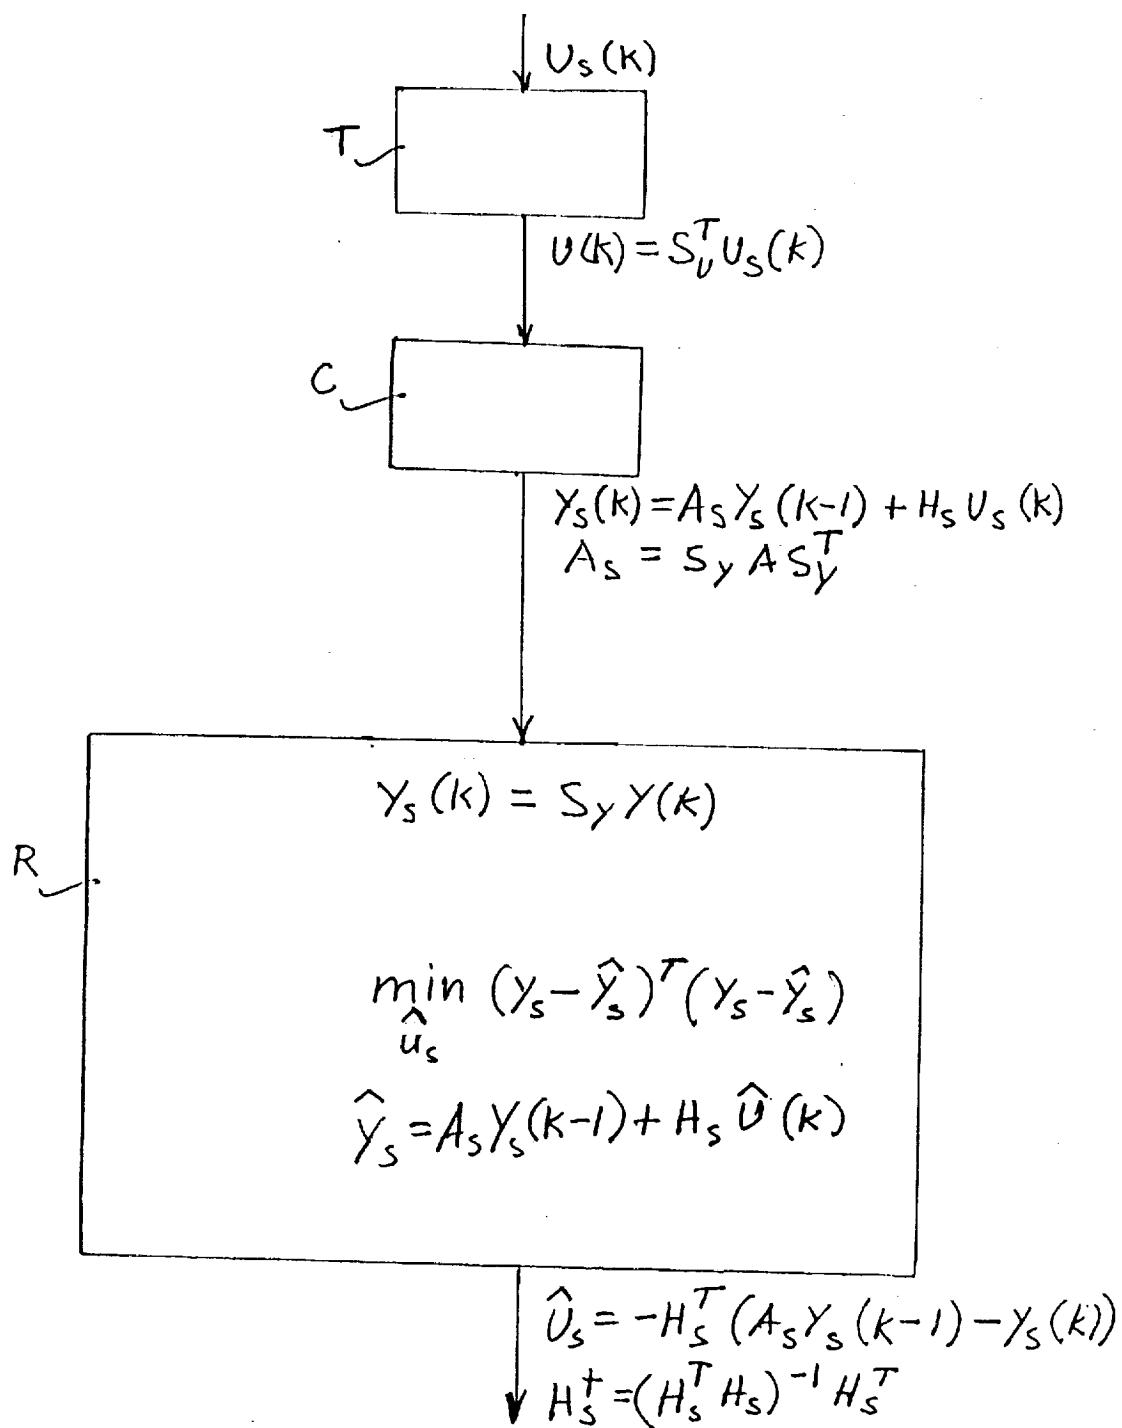 U_s(k)
T
U(k) = S_U^T U_s(k)
C
Y_s(k) = A_s Y_s(k-1) + H_s U_s(k)
A_s = S_Y A S_Y^T
Y_s(k) = S_Y Y(k)
R
min (Y_s - Ŷ_s)^T (Y_s - Ŷ_s)
û_s
Ŷ_s = A_s Y_s(k-1) + H_s Û(k)
Û_s = -H_s^T (A_s Y_s(k-1) - Y_s(k))
H_s^† = (H_s^T H_s)^{-1} H_s^T